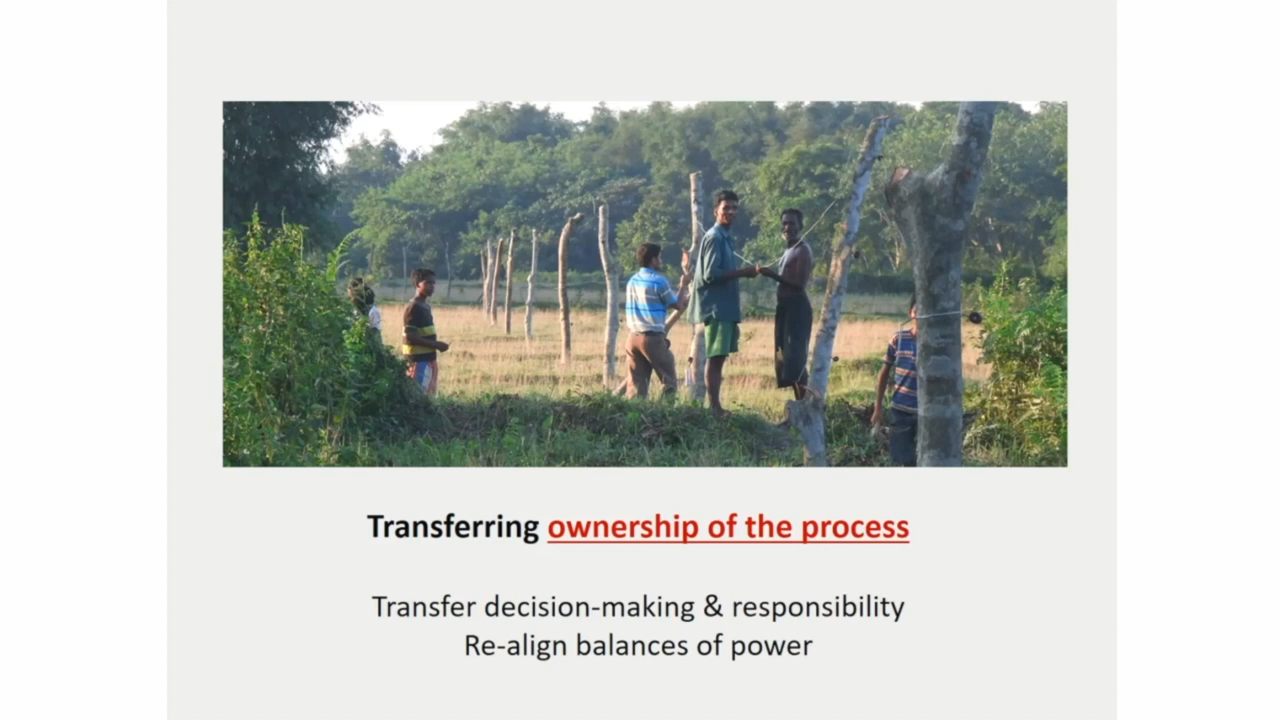 Transferring ownership of the process
Transfer decision-making & responsibility
Re-align balances of power